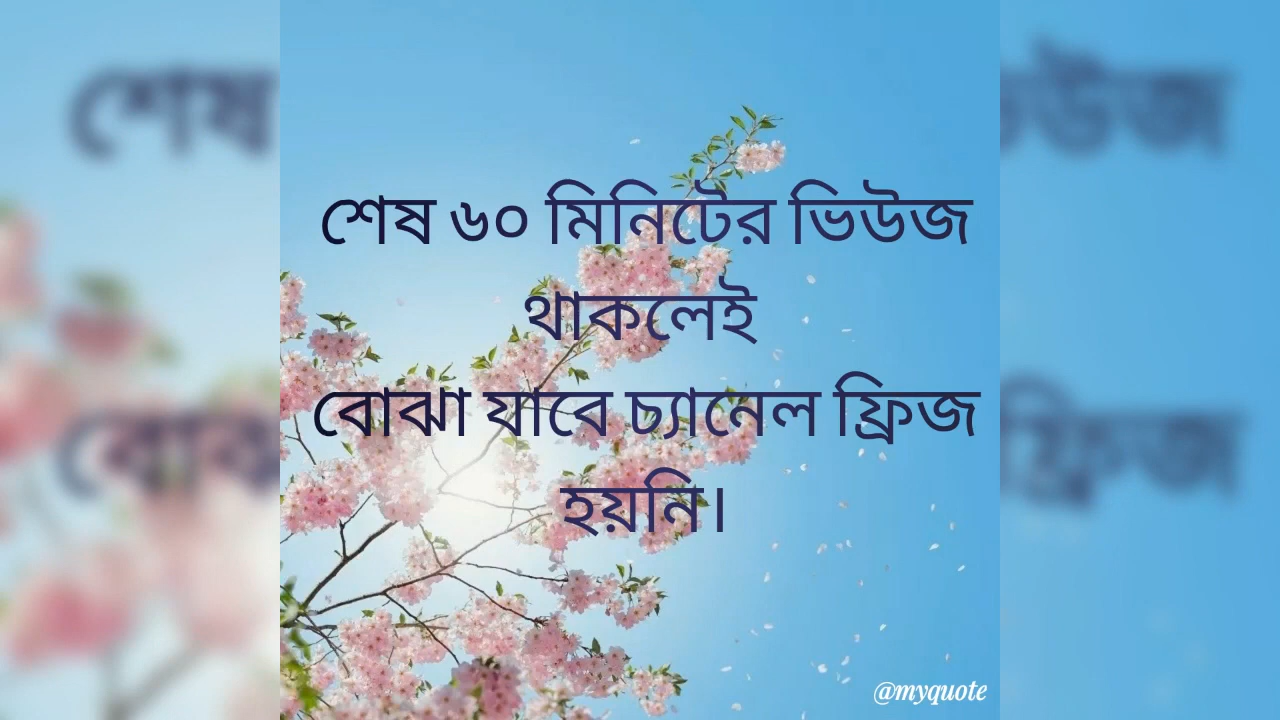 শেষ ৬০ মিনিটের ভিউজ
থাকলেই
বোঝা যাবে চ্যানেল ফ্রিজ
হয়নি।
@myquote